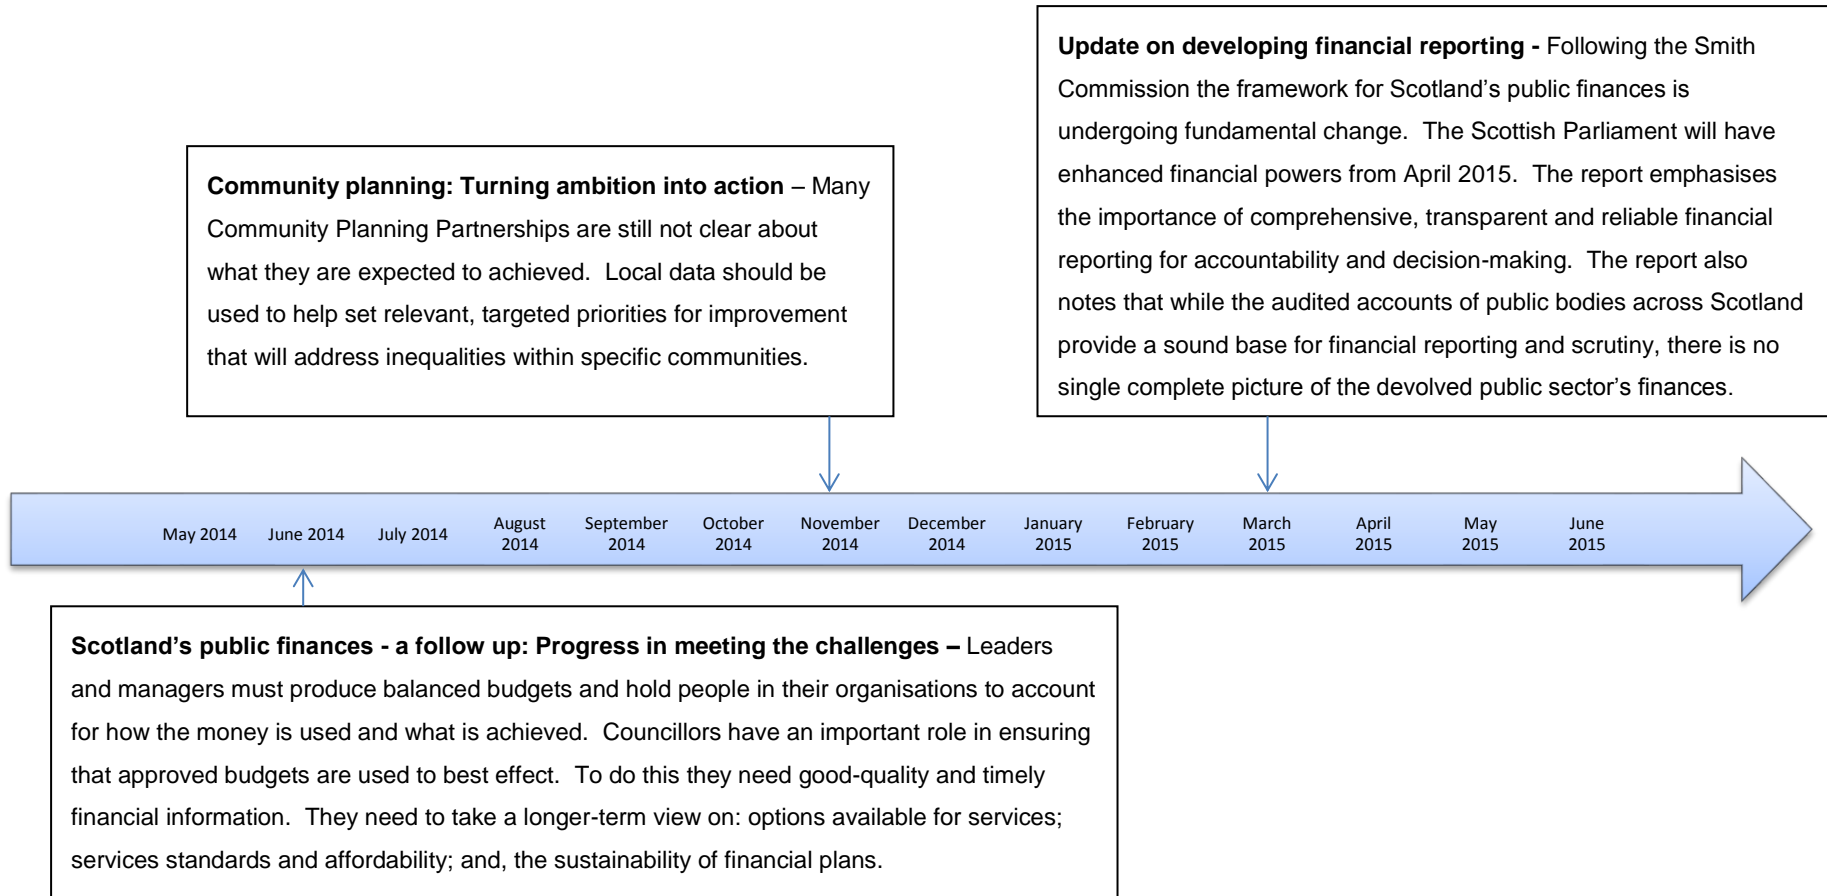 Update on developing financial reporting - Following the Smith
Commission the framework for Scotland’s public finances is
undergoing fundamental change. The Scottish Parliament will have
enhanced financial powers from April 2015. The report emphasises
the importance of comprehensive, transparent and reliable financial
reporting for accountability and decision-making. The report also
notes that while the audited accounts of public bodies across Scotland
provide a sound base for financial reporting and scrutiny, there is no
single complete picture of the devolved public sector’s finances.
Community planning: Turning ambition into action – Many
Community Planning Partnerships are still not clear about
what they are expected to achieved. Local data should be
used to help set relevant, targeted priorities for improvement
that will address inequalities within specific communities.
May 2014
June 2014
July 2014
August
2014
September
2014
October
2014
November
2014
December
2014
January
2015
February
2015
March
2015
April
2015
May
2015
June
2015
Scotland’s public finances - a follow up: Progress in meeting the challenges – Leaders
and managers must produce balanced budgets and hold people in their organisations to account
for how the money is used and what is achieved. Councillors have an important role in ensuring
that approved budgets are used to best effect. To do this they need good-quality and timely
financial information. They need to take a longer-term view on: options available for services;
services standards and affordability; and, the sustainability of financial plans.